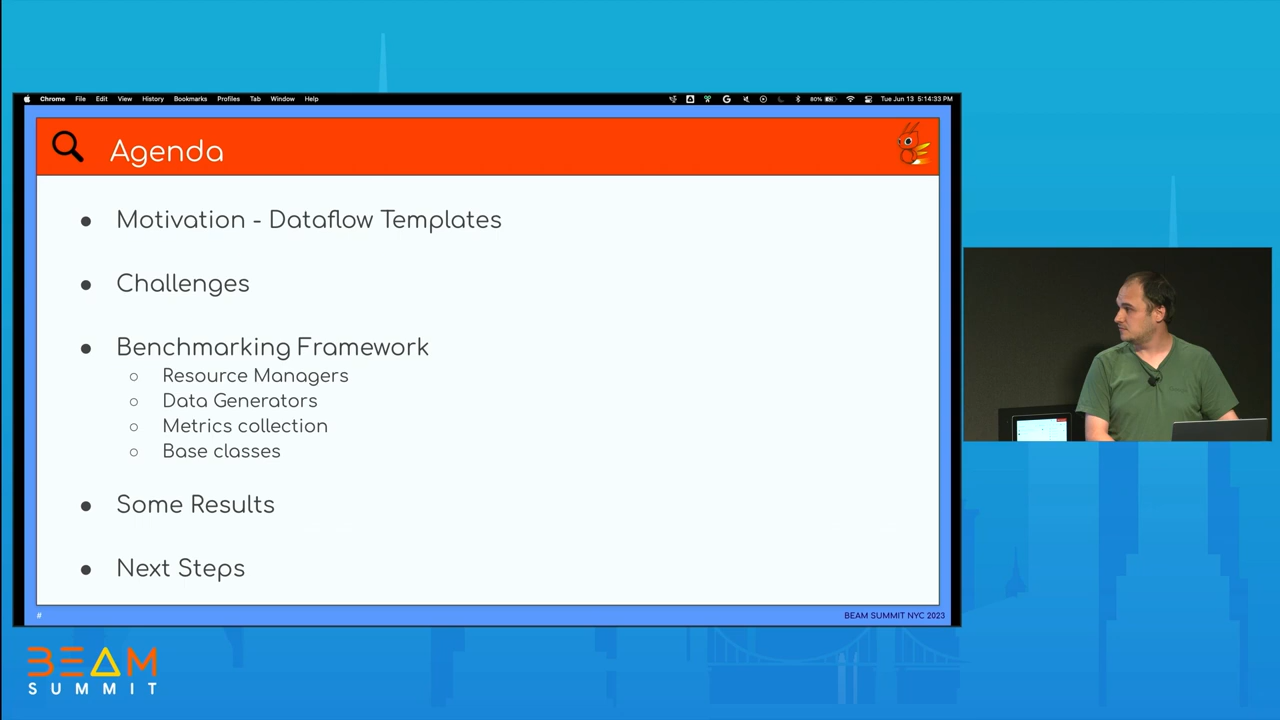 Chrome File Edit View History Bookmarks Profiles Tab Window Help
80% Tue Jun 13 5:14:33 PM
Agenda
● Motivation - Dataflow Templates
● Challenges
● Benchmarking Framework
○ Resource Managers
○ Data Generators
○ Metrics collection
○ Base classes
● Some Results
● Next Steps
#
BEAM SUMMIT NYC 2023
BEAM
SUMMIT